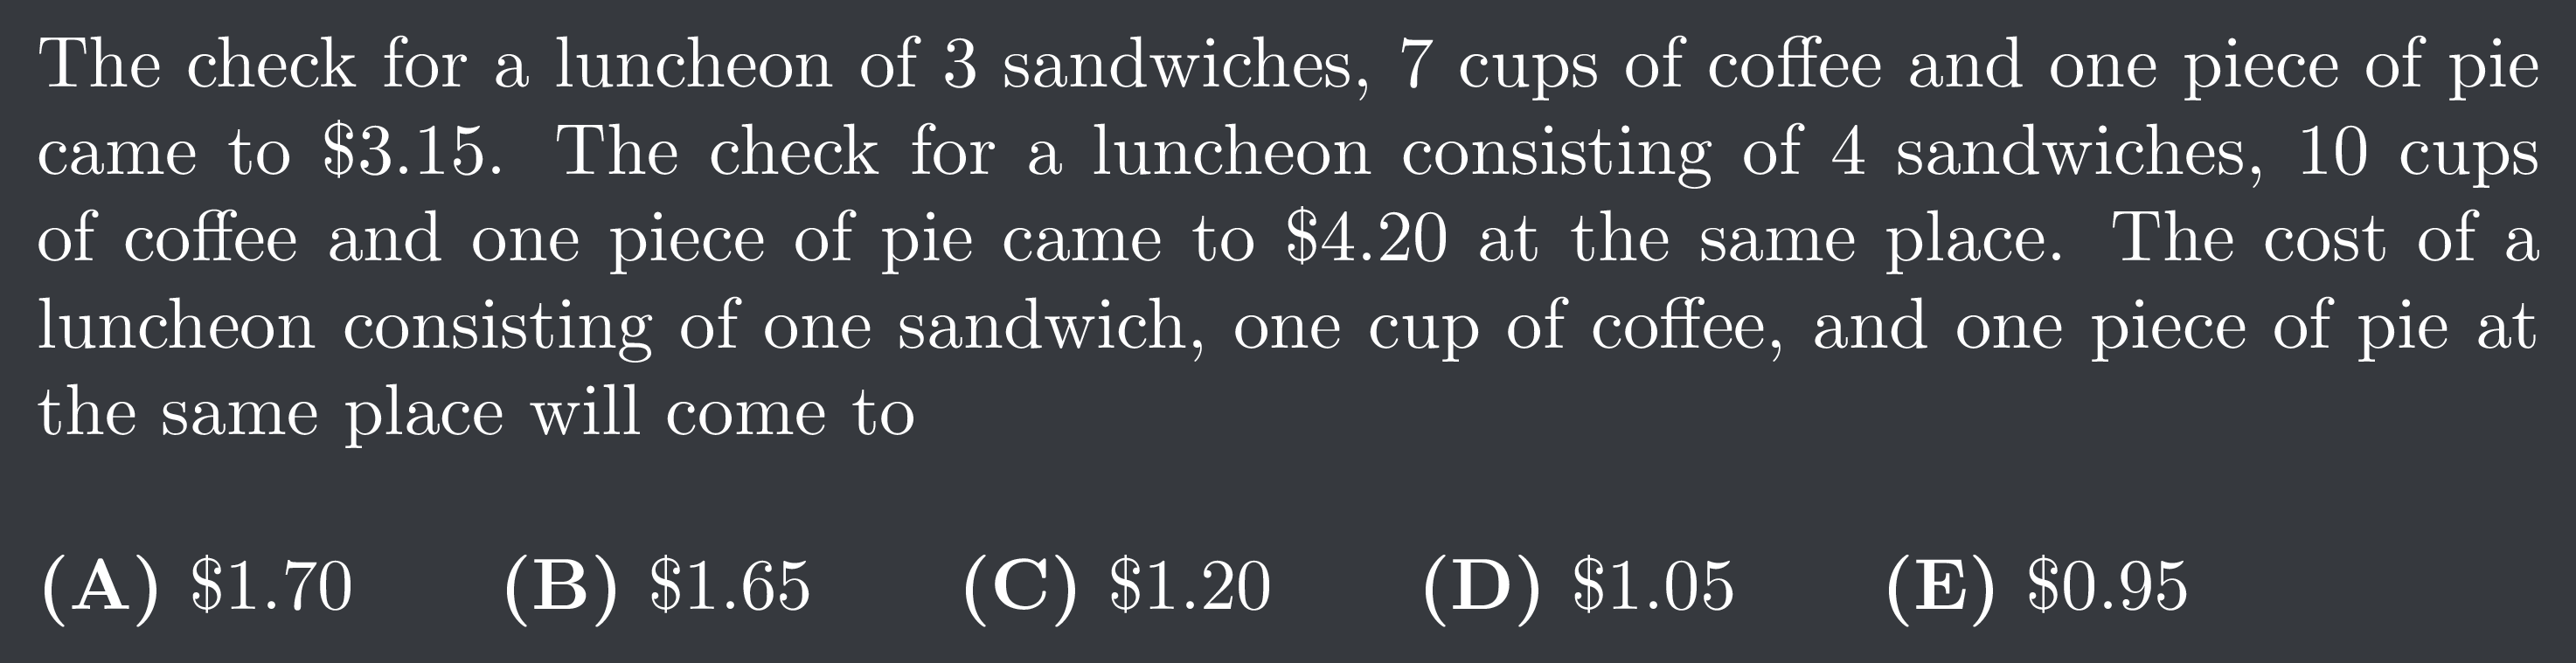 The check for a luncheon of 3 sandwiches, 7 cups of coffee and one piece of pie
came to $3.15. The check for a luncheon consisting of 4 sandwiches, 10 cups
of coffee and one piece of pie came to $4.20 at the same place. The cost of a
luncheon consisting of one sandwich, one cup of coffee, and one piece of pie at
the same place will come to
(A) $1.70 (B) $1.65 (C) $1.20 (D) $1.05 (E) $0.95